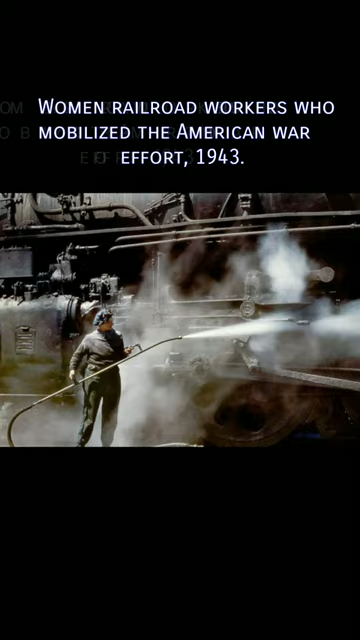 Women railroad workers who
mobilized the American war
effort, 1943.